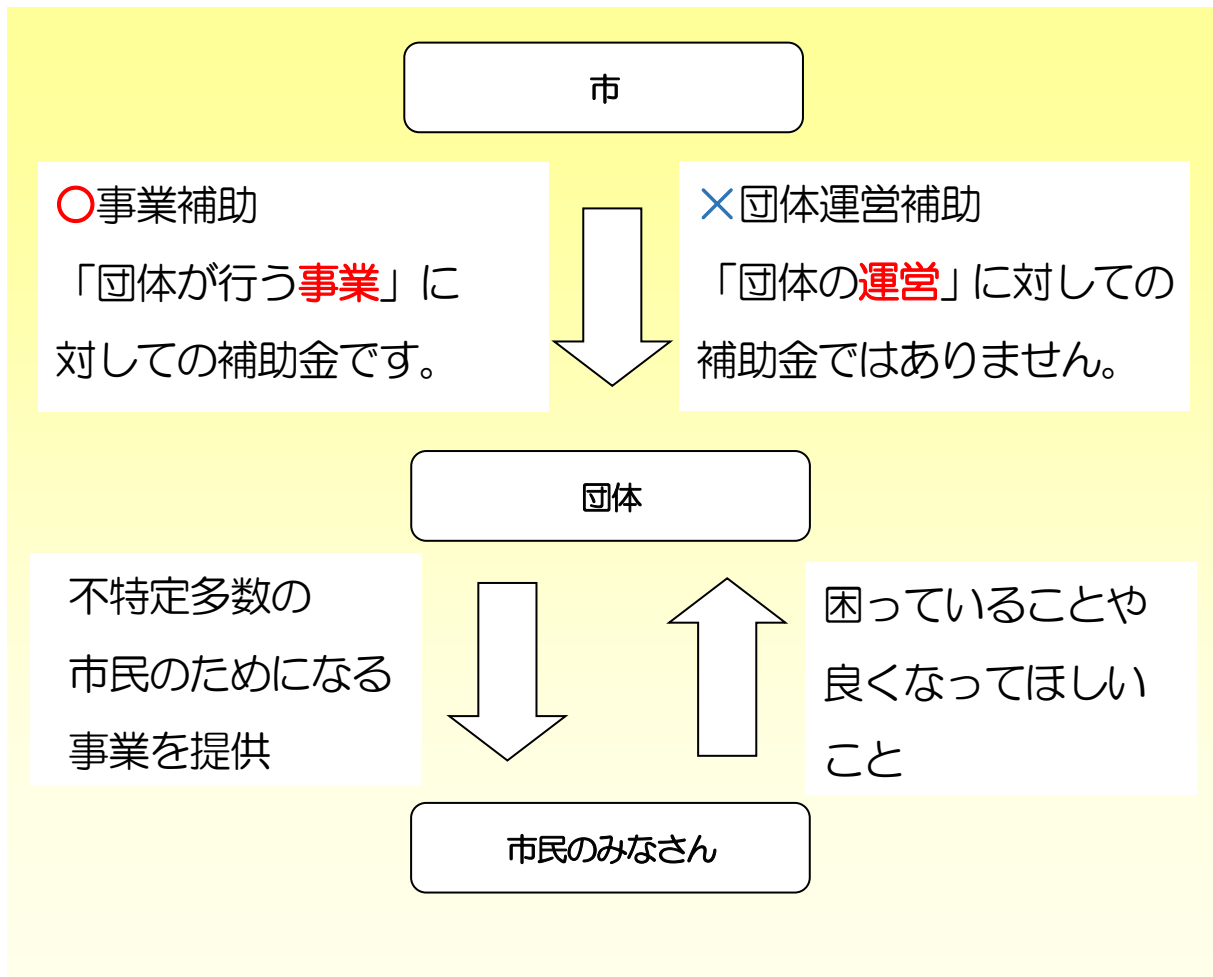 市
〇事業補助
「団体が行う事業」に
対しての補助金です。
×団体運営補助
「団体の運営」に対しての
補助金ではありません。
団体
不特定多数の
市民のためになる
事業を提供
困っていることや
良くなってほしい
こと
市民のみなさん